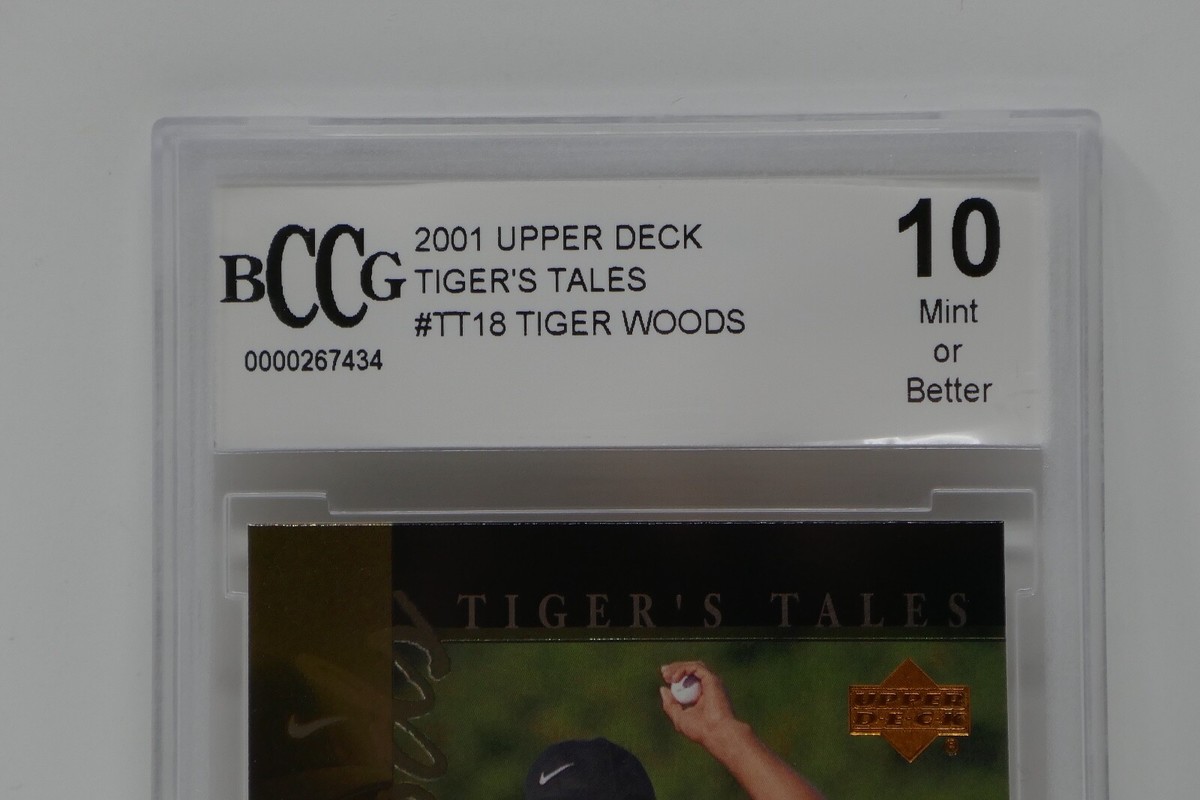 BCCG
0000267434
2001 UPPER DECK
TIGER'S TALES
#TT18 TIGER WOODS
10
Mint
or
Better
TIGER'S TALES
UPPER
DECK
®